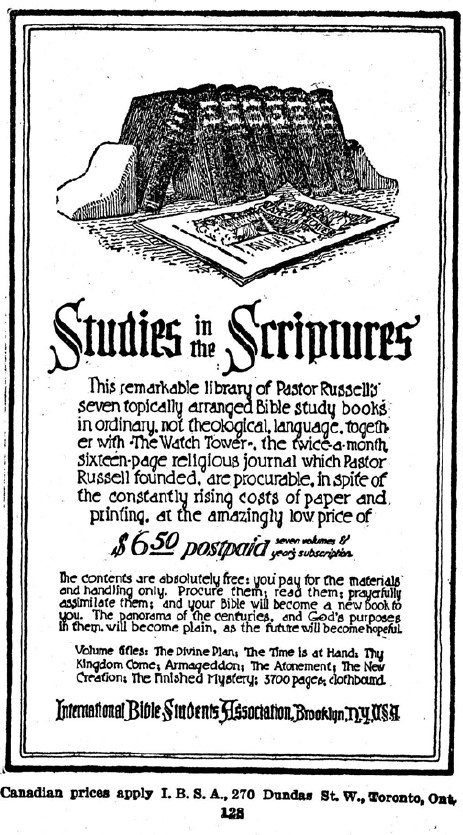 Studies in the Scriptures
This remarkable library of Pastor Russell's
seven topically arranged Bible study books
in ordinary, not theological, language, togeth-
er with "The Watch Tower", the twice-a-month,
sixteen-page religious journal which Pastor
Russell founded, are procurable, in spite of
the constantly rising costs of paper and
printing, at the amazingly low price of
$6.50 postpaid seven volumes & year's subscription.
The contents are absolutely free; you pay for the materials
and handling only. Procure them; read them; prayerfully
assimilate them; and your Bible will become a new book to
you. The panorama of the centuries, and God's purposes
in them, will become plain, as the future will become hopeful.
Volume titles: The Divine Plan; The Time is at Hand; Thy
Kingdom Come; Armageddon; The Atonement; The New
Creation; The Finished Mystery; 3700 pages, clothbound.
International Bible Students Association, Brooklyn, N.Y., U.S.A.
Canadian prices apply I. B. S. A., 270 Dundas St. W., Toronto, Ont.
128